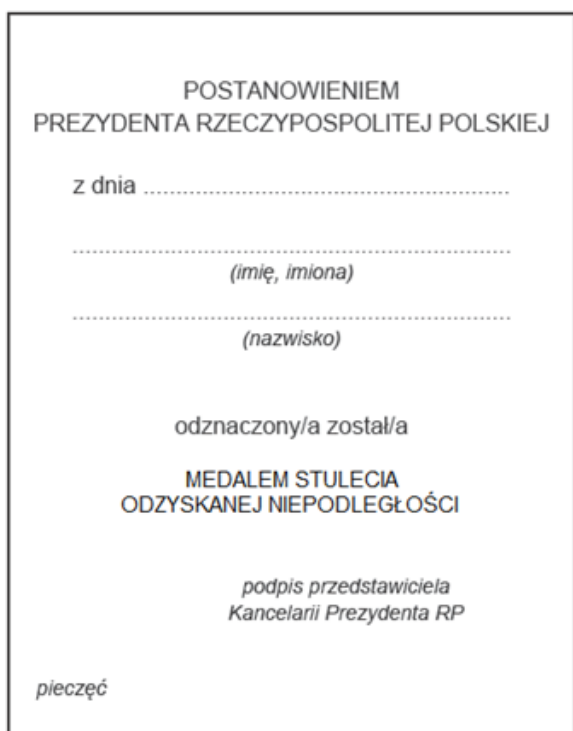 POSTANOWIENIEM
PREZYDENTA RZECZYPOSPOLITEJ POLSKIEJ
z dnia ................................................................
................................................................................
(imię, imiona)
................................................................................
(nazwisko)
odznaczony/a został/a
MEDALEM STULECIA
ODZYSKANEJ NIEPODLEGŁOŚCI
podpis przedstawiciela
Kancelarii Prezydenta RP
pieczęć